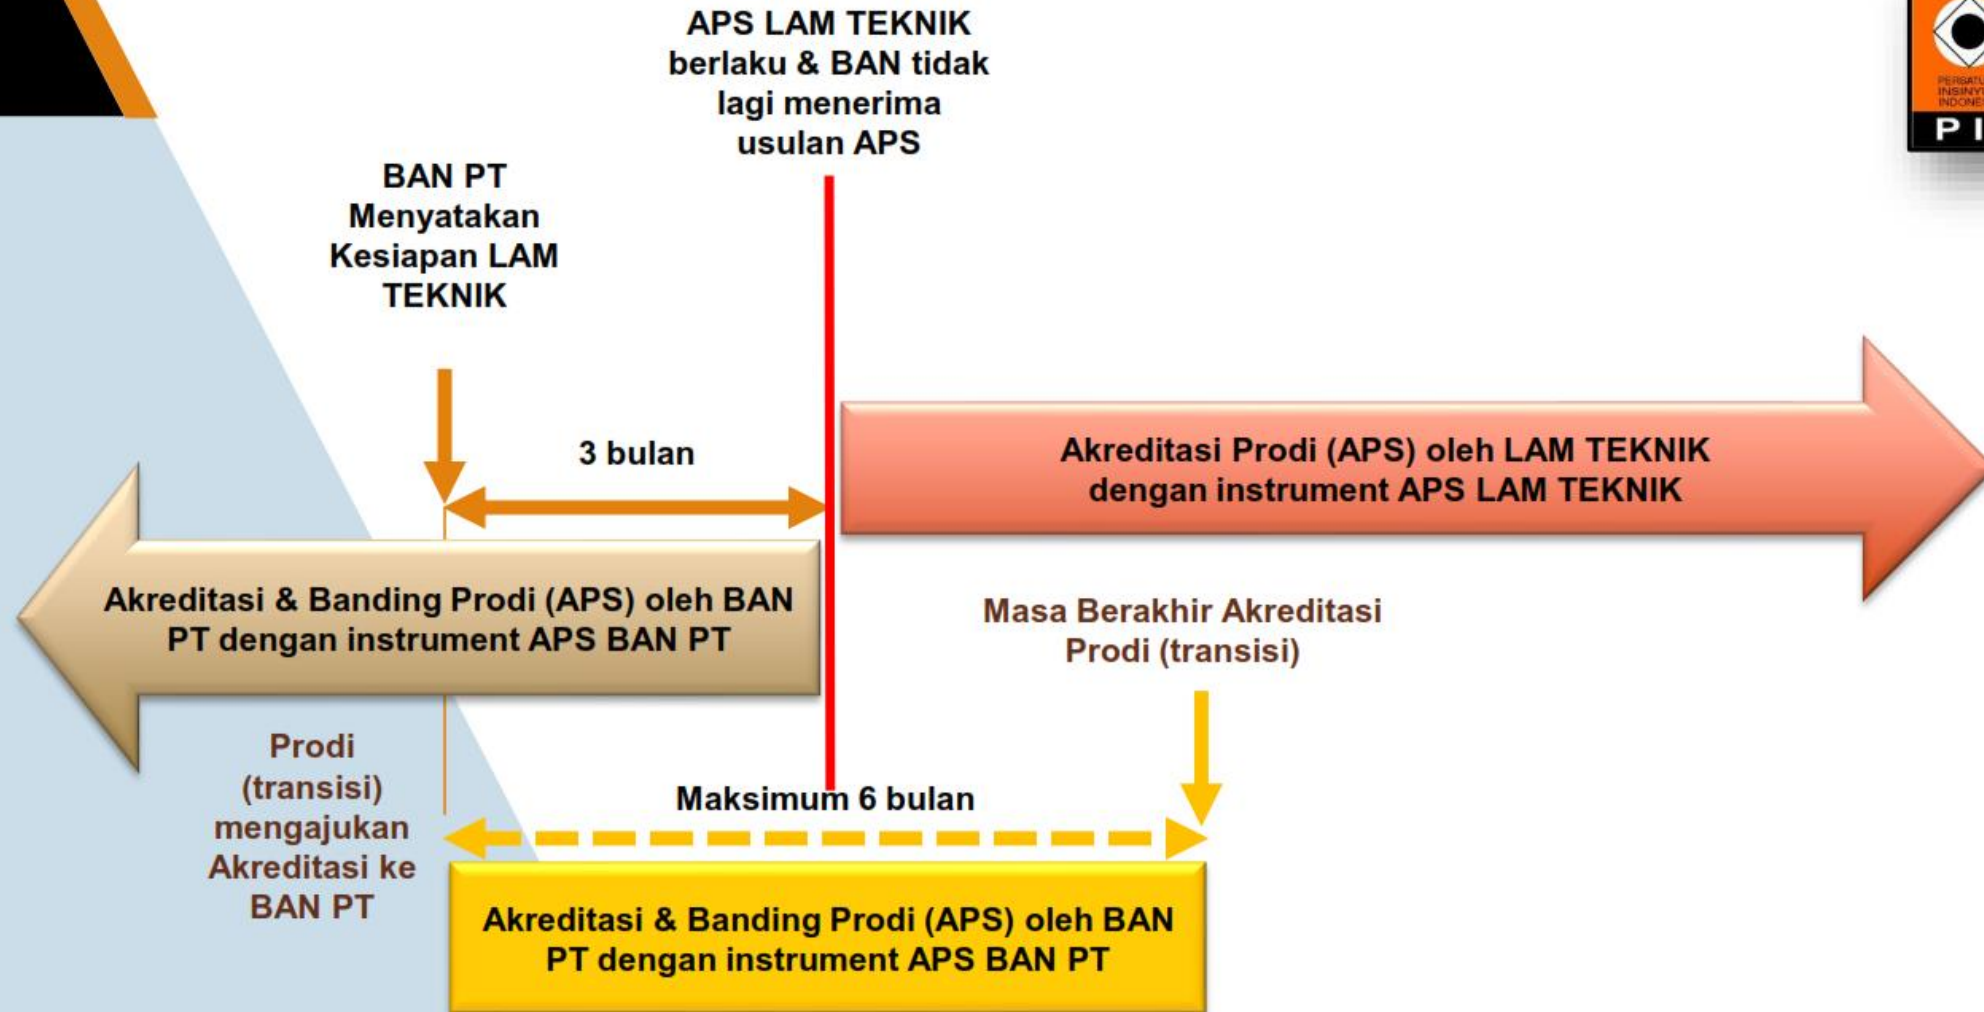 APS LAM TEKNIK
berlaku & BAN tidak
lagi menerima
usulan APS
BAN PT
Menyatakan
Kesiapan LAM
TEKNIK
3 bulan
Akreditasi Prodi (APS) oleh LAM TEKNIK
dengan instrument APS LAM TEKNIK
Akreditasi & Banding Prodi (APS) oleh BAN
PT dengan instrument APS BAN PT
Masa Berakhir Akreditasi
Prodi (transisi)
Prodi
(transisi)
mengajukan
Akreditasi ke
BAN PT
Maksimum 6 bulan
Akreditasi & Banding Prodi (APS) oleh BAN
PT dengan instrument APS BAN PT